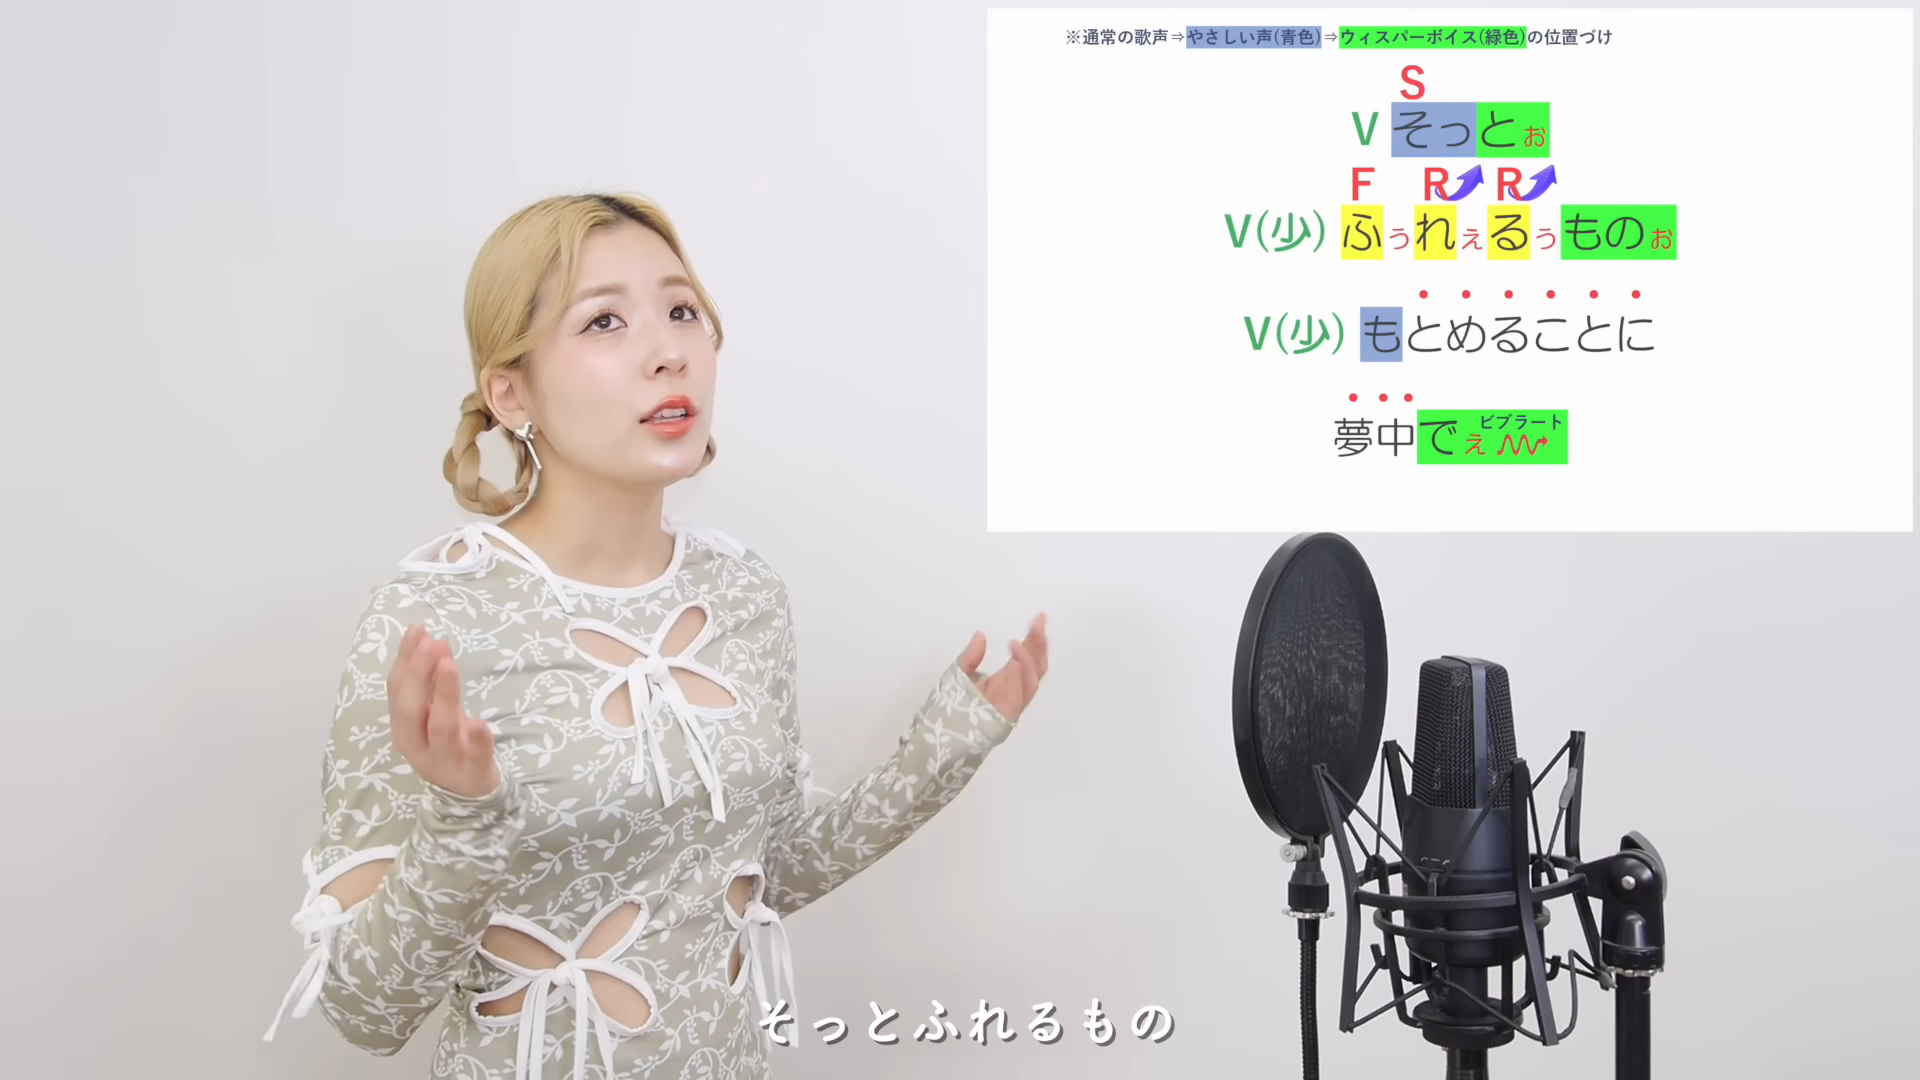 ※通常の歌声⇒やさしい声(青色)⇒ウィスパーボイス(緑色)の位置づけ
S
V そっとぉ
F R R
V(少) ふぅれぇるぅものぉ
V(少) もとめることに
ビブラート
夢中でぇ
そっとふれるもの